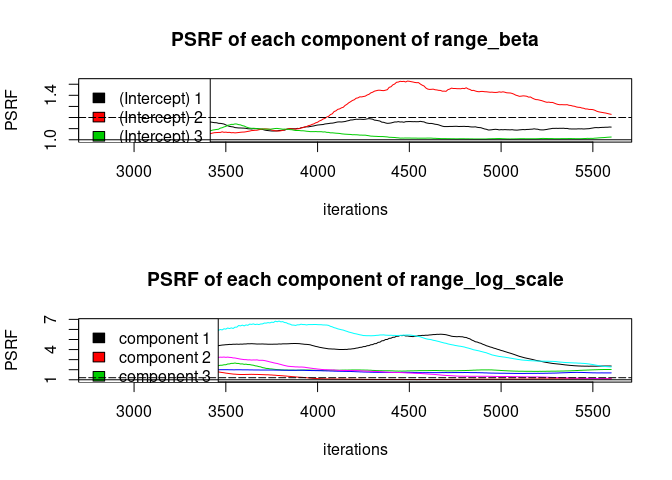 PSRF of each component of range_beta
PSRF
1.4
1.0
(Intercept) 1
(Intercept) 2
(Intercept) 3
3000 3500 4000 4500 5000 5500
iterations
PSRF of each component of range_log_scale
PSRF
7
4
1
component 1
component 2
component 3
3000 3500 4000 4500 5000 5500
iterations